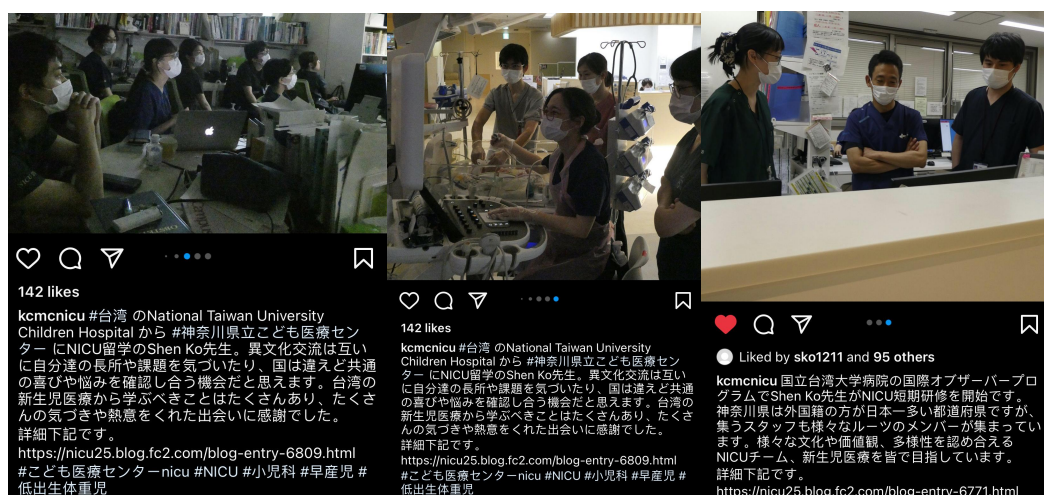 142 likes
kcmcnicu #台湾 のNational Taiwan University
Children Hospital から #神奈川県立こども医療セン
ター にNICU留学のShen Ko先生。異文化交流は互い
に自分達の長所や課題を気づいたり、国は違えど共通
の喜びや悩みを確認し合う機会だと思えます。台湾の
新生児医療から学ぶべきことはたくさんあり、たくさ
んの気づきや熱意をくれた出会いに感謝でした。
詳細下記です。
https://nicu25.blog.fc2.com/blog-entry-6809.html
#こども医療センターnicu #NICU #小児科 #早産児 #
低出生体重児
142 likes
kcmcnicu #台湾 のNational Taiwan University
Children Hospital から #神奈川県立こども医療セン
ター にNICU留学のShen Ko先生。異文化交流は互い
に自分達の長所や課題を気づいたり、国は違えど共通
の喜びや悩みを確認し合う機会だと思えます。台湾の
新生児医療から学ぶべきことはたくさんあり、たくさ
んの気づきや熱意をくれた出会いに感謝でした。
詳細下記です。
https://nicu25.blog.fc2.com/blog-entry-6809.html
#こども医療センターnicu #NICU #小児科 #早産児 #
低出生体重児
Liked by sko1211 and 95 others
kcmcnicu 国立台湾大学病院の国際オブザーバープロ
グラムでShen Ko先生がNICU短期研修を開始です。
神奈川県は外国籍の方が日本一多い都道府県ですが、
集うスタッフも様々なルーツのメンバーが集まっていい
ます。様々な文化や価値観、多様性を認め合える
NICUチーム、新生児医療を皆で目指しています。
詳細下記です。
https://nicu25.blog.fc2.com/blog-entry-6771.html